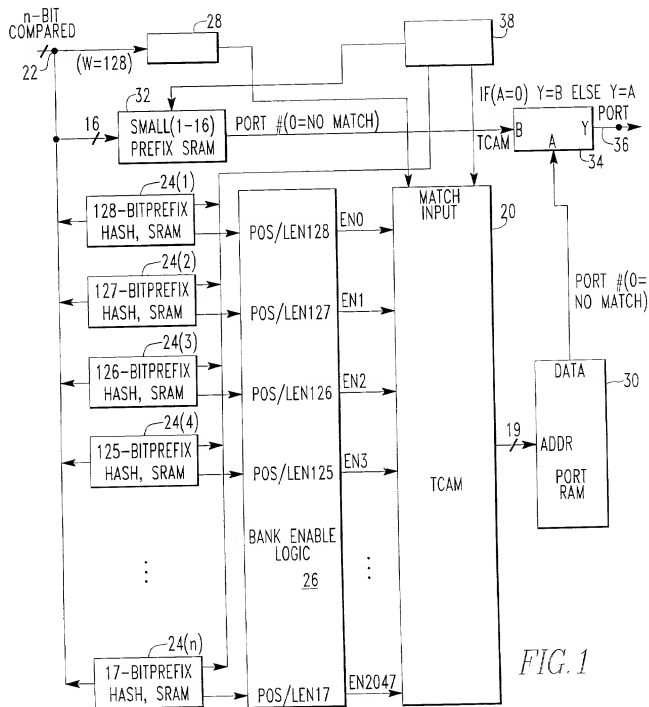 n-BIT
COMPARED
22
(W=128)
28
38
32
16
SMALL(1-16)
PREFIX SRAM
PORT #(0=NO MATCH)
IF(A=0) Y=B ELSE Y=A
PORT
TCAM
B
Y
A
36
34
24(1)
128-BITPREFIX
HASH, SRAM
24(2)
127-BITPREFIX
HASH, SRAM
24(3)
126-BITPREFIX
HASH, SRAM
24(4)
125-BITPREFIX
HASH, SRAM
24(n)
17-BITPREFIX
HASH, SRAM
POS/LEN128
POS/LEN127
POS/LEN126
POS/LEN125
BANK ENABLE
LOGIC
26
POS/LEN17
EN0
EN1
EN2
EN3
EN2047
MATCH
INPUT
20
TCAM
19
PORT #(0=
NO MATCH)
30
DATA
ADDR
PORT
RAM
FIG.1